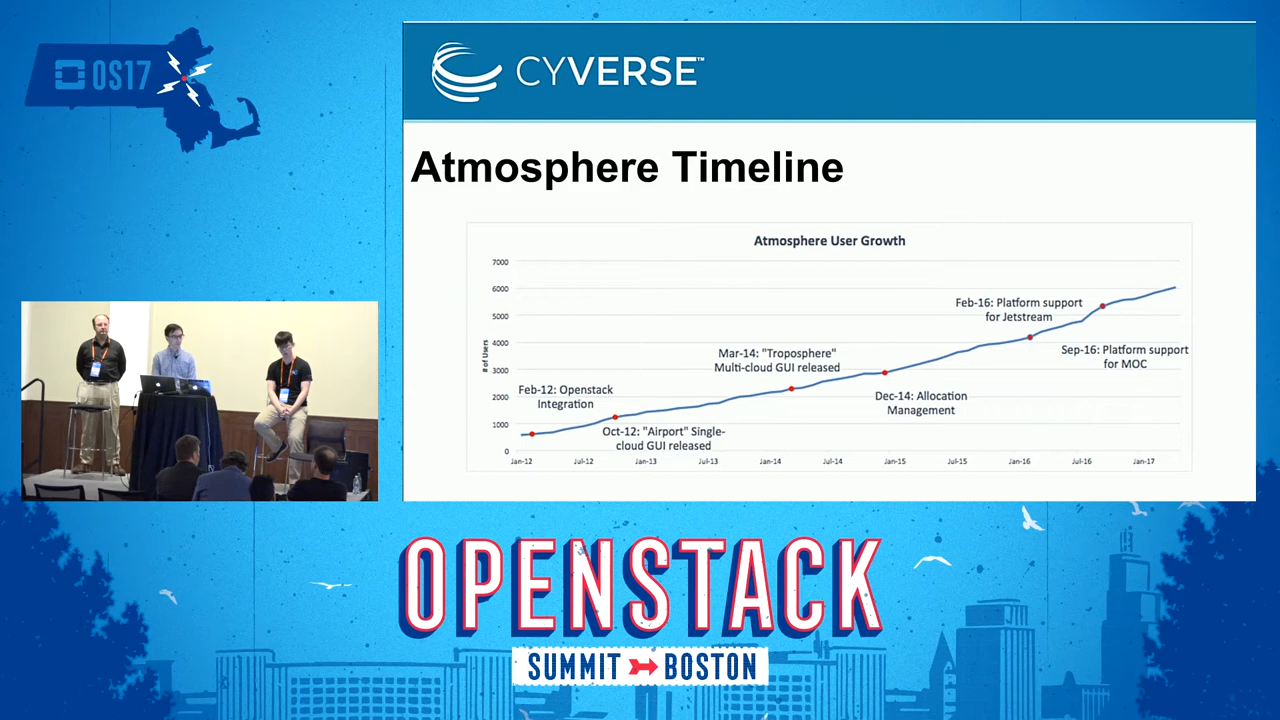 OS17
CYVERSE™
Atmosphere Timeline
Atmosphere User Growth
# of Users
7000
6000
5000
4000
3000
2000
1000
0
Jan-12
Jul-12
Jan-13
Jul-13
Jan-14
Jul-14
Jan-15
Jul-15
Jan-16
Jul-16
Jan-17
Feb-12: Openstack
Integration
Oct-12: "Airport" Single-
cloud GUI released
Mar-14: "Troposphere"
Multi-cloud GUI released
Dec-14: Allocation
Management
Feb-16: Platform support
for Jetstream
Sep-16: Platform support
for MOC
OPENSTACK
SUMMIT BOSTON